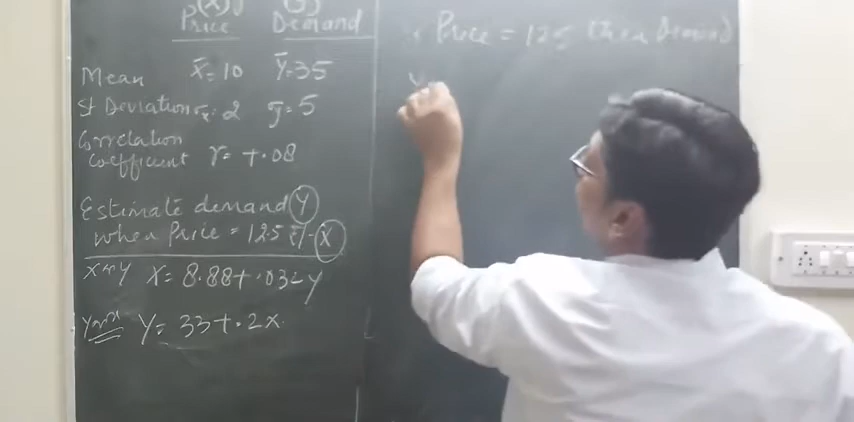 (x) (y)
Price Demand
Mean x̄=10 ȳ=35
St Deviation σx=2 σy=5
Correlation
Coefficient r= +.08
Estimate demand Y
when Price = 12.5 ₹/- X
X on Y X= 8.88+.032y
Y on X Y= 33+.2x
Price = 12.5 then Demand